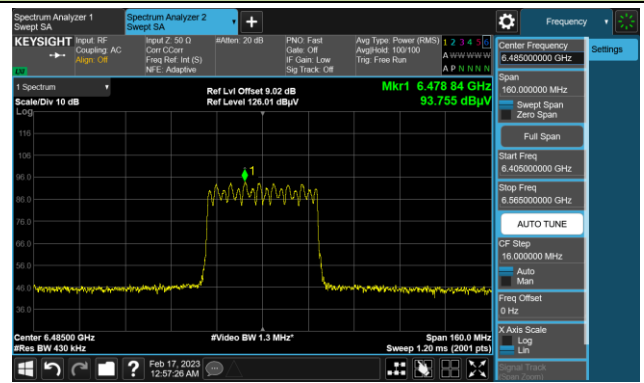 Spectrum Analyzer 1
Swept SA
Spectrum Analyzer 2
Swept SA
Frequency
KEYSIGHT
Input: RF
Coupling: AC
Align: Off
Input Z: 50 Ω
Corr CCorr
Freq Ref: Int (S)
NFE: Adaptive
#Atten: 20 dB
PNO: Fast
Gate: Off
IF Gain: Low
Sig Track: Off
Avg Type: Power (RMS)
Avg|Hold: 100/100
Trig: Free Run
1 2 3 4 5 6
A W W W W W
A P N N N N
LV
1 Spectrum
Scale/Div 10 dB
Log
Ref Lvl Offset 9.02 dB
Ref Level 126.01 dBµV
Mkr1 6.478 84 GHz
93.755 dBµV
116
106
96.0
86.0
76.0
66.0
56.0
46.0
36.0
1
Center 6.48500 GHz
#Res BW 430 kHz
#Video BW 1.3 MHz*
Span 160.0 MHz
Sweep 1.20 ms (2001 pts)
Feb 17, 2023
12:57:26 AM
Center Frequency
6.485000000 GHz
Settings
Span
160.000000 MHz
Swept Span
Zero Span
Full Span
Start Freq
6.405000000 GHz
Stop Freq
6.565000000 GHz
AUTO TUNE
CF Step
16.000000 MHz
Auto
Man
Freq Offset
0 Hz
X Axis Scale
Log
Lin
Signal Track
(Span Zoom)